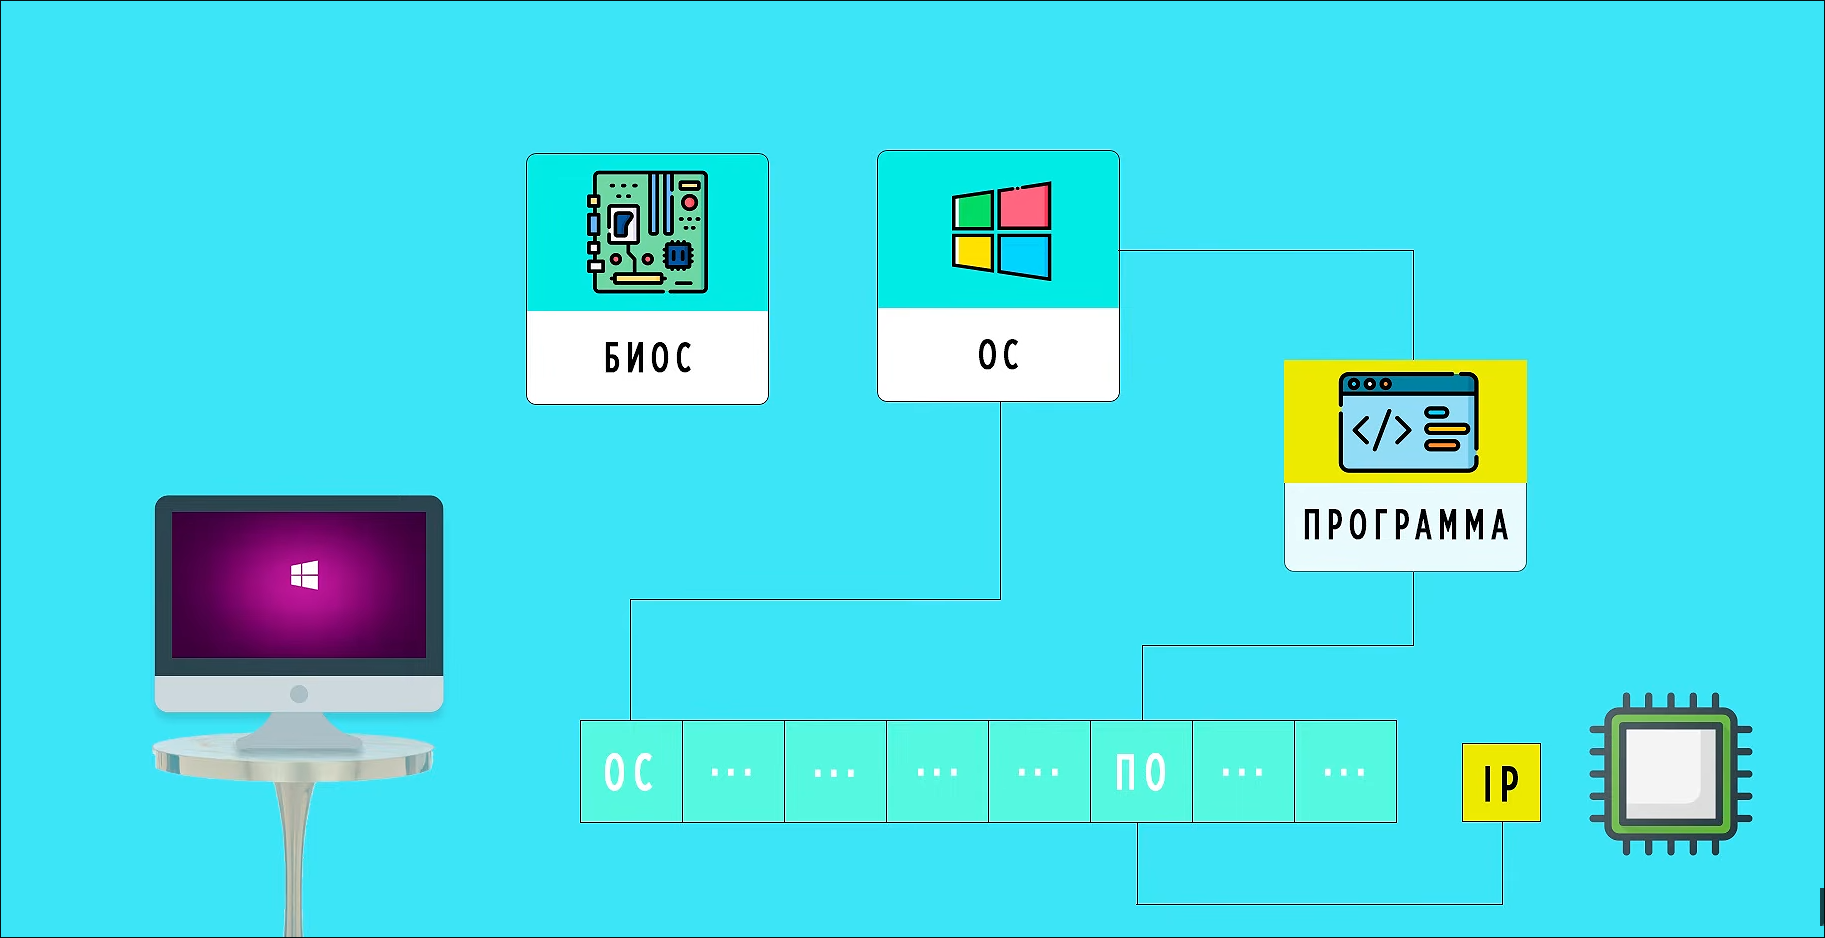 БИОС
ОС
</>
ПРОГРАММА
ОС ... ... ... ... ПО ... ...
IP